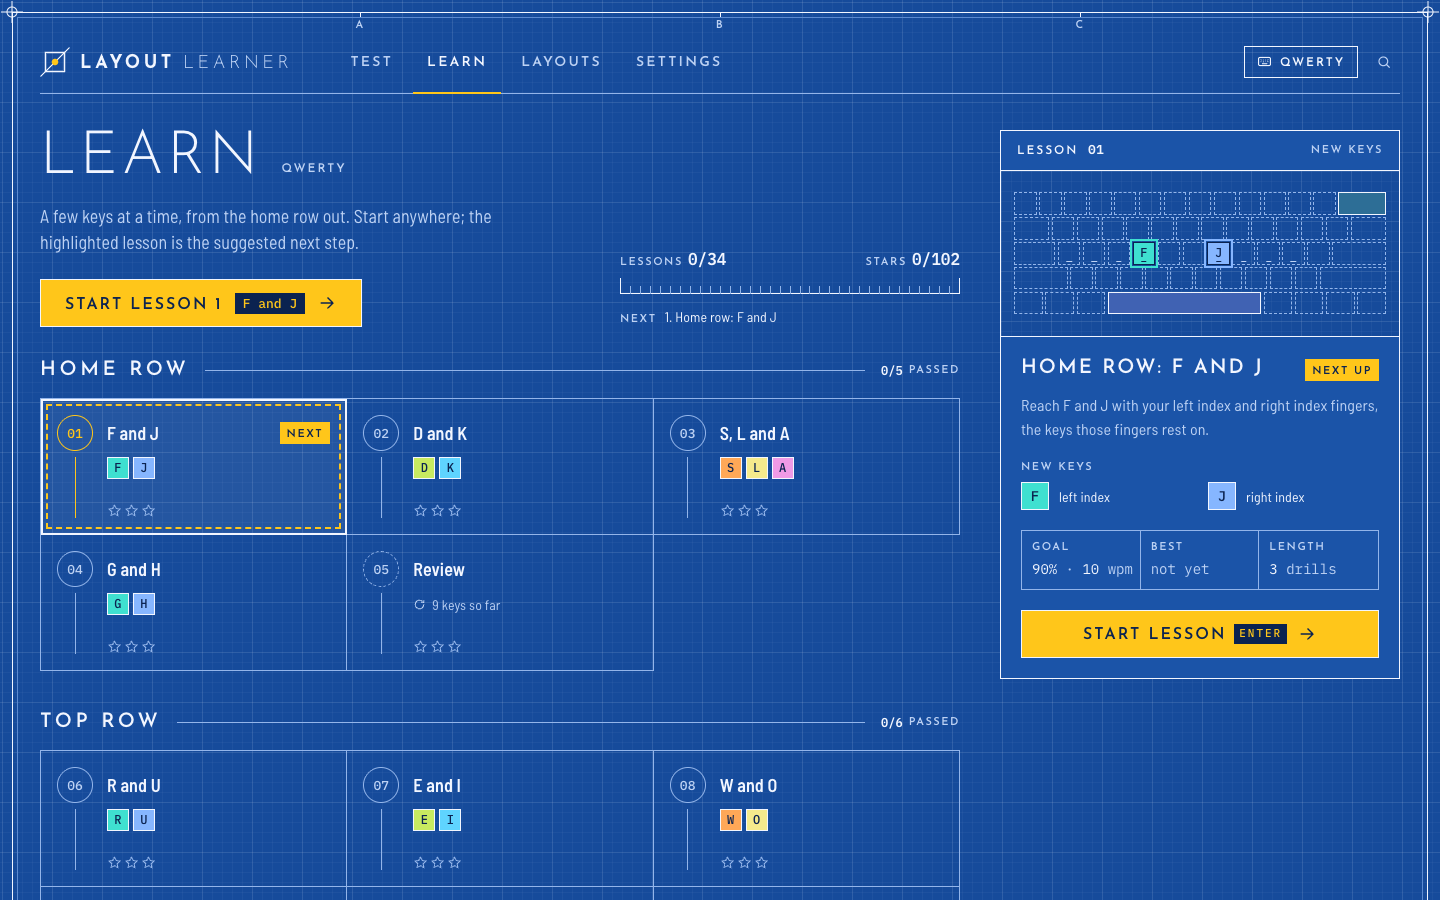 A B C
LAYOUT LEARNER TEST LEARN LAYOUTS SETTINGS QWERTY
LEARN QWERTY
A few keys at a time, from the home row out. Start anywhere; the
highlighted lesson is the suggested next step.
START LESSON 1 F and J
LESSONS 0/34 STARS 0/102
NEXT 1. Home row: F and J
HOME ROW 0/5 PASSED
01 F and J NEXT
F J
02 D and K
D K
03 S, L and A
S L A
04 G and H
G H
05 Review
9 keys so far
TOP ROW 0/6 PASSED
06 R and U
R U
07 E and I
E I
08 W and O
W O
LESSON 01 NEW KEYS
F J
HOME ROW: F AND J NEXT UP
Reach F and J with your left index and right index fingers,
the keys those fingers rest on.
NEW KEYS
F left index J right index
GOAL BEST LENGTH
90% · 10 wpm not yet 3 drills
START LESSON ENTER